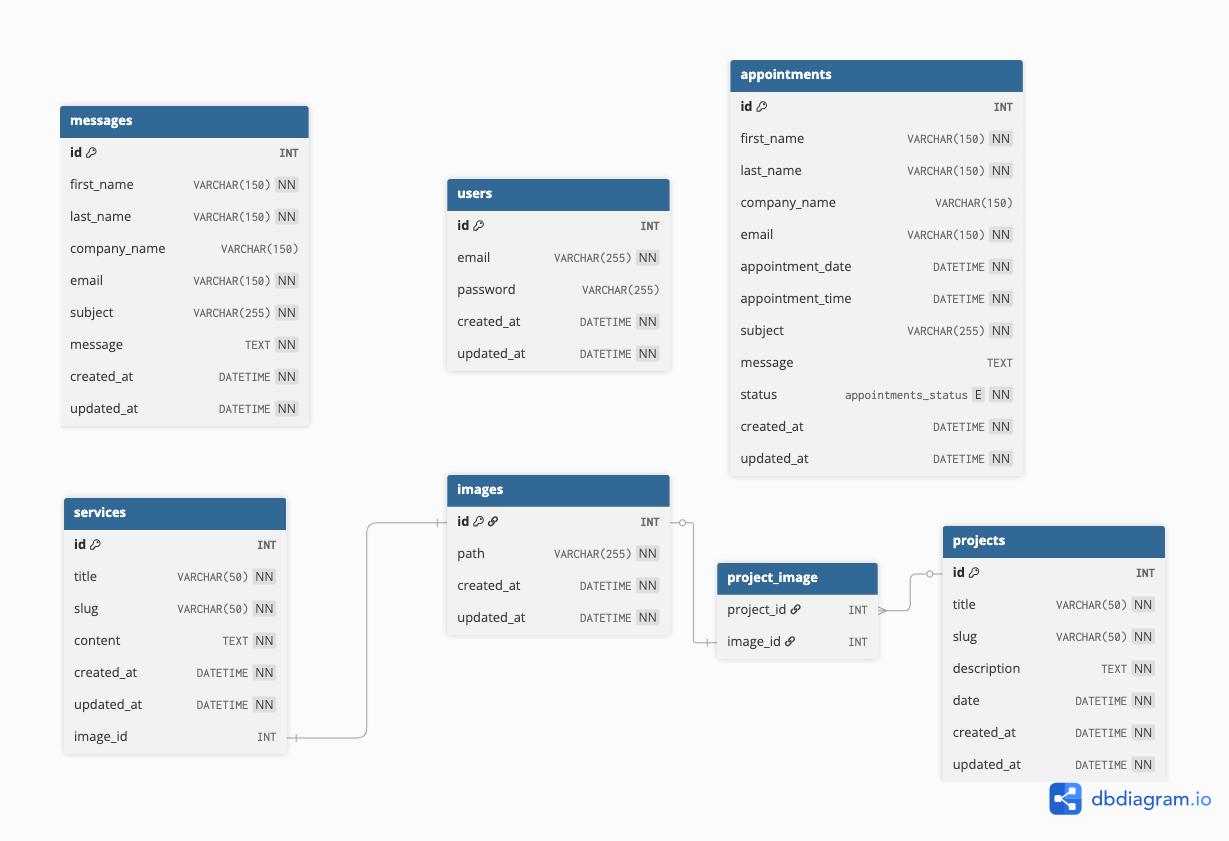 messages
id INT
first_name VARCHAR(150) NN
last_name VARCHAR(150) NN
company_name VARCHAR(150)
email VARCHAR(150) NN
subject VARCHAR(255) NN
message TEXT NN
created_at DATETIME NN
updated_at DATETIME NN
users
id INT
email VARCHAR(255) NN
password VARCHAR(255)
created_at DATETIME NN
updated_at DATETIME NN
appointments
id INT
first_name VARCHAR(150) NN
last_name VARCHAR(150) NN
company_name VARCHAR(150)
email VARCHAR(150) NN
appointment_date DATETIME NN
appointment_time DATETIME NN
subject VARCHAR(255) NN
message TEXT
status appointments_status E NN
created_at DATETIME NN
updated_at DATETIME NN
services
id INT
title VARCHAR(50) NN
slug VARCHAR(50) NN
content TEXT NN
created_at DATETIME NN
updated_at DATETIME NN
image_id INT
images
id INT
path VARCHAR(255) NN
created_at DATETIME NN
updated_at DATETIME NN
project_image
project_id INT
image_id INT
projects
id INT
title VARCHAR(50) NN
slug VARCHAR(50) NN
description TEXT NN
date DATETIME NN
created_at DATETIME NN
updated_at DATETIME NN
dbdiagram.io